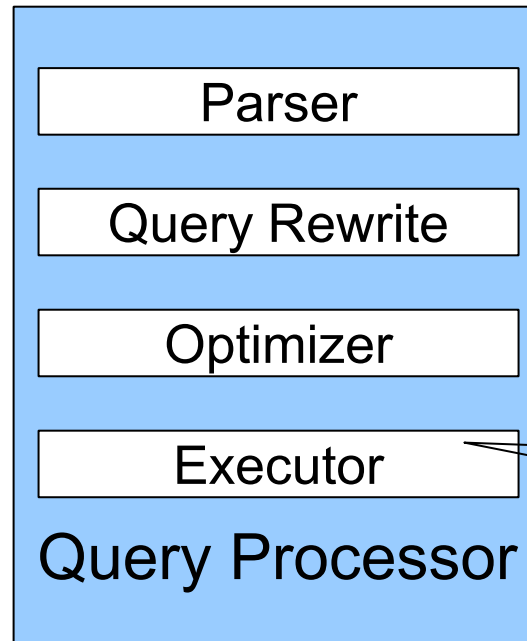 Parser
Query Rewrite
Optimizer
Executor
Query Processor